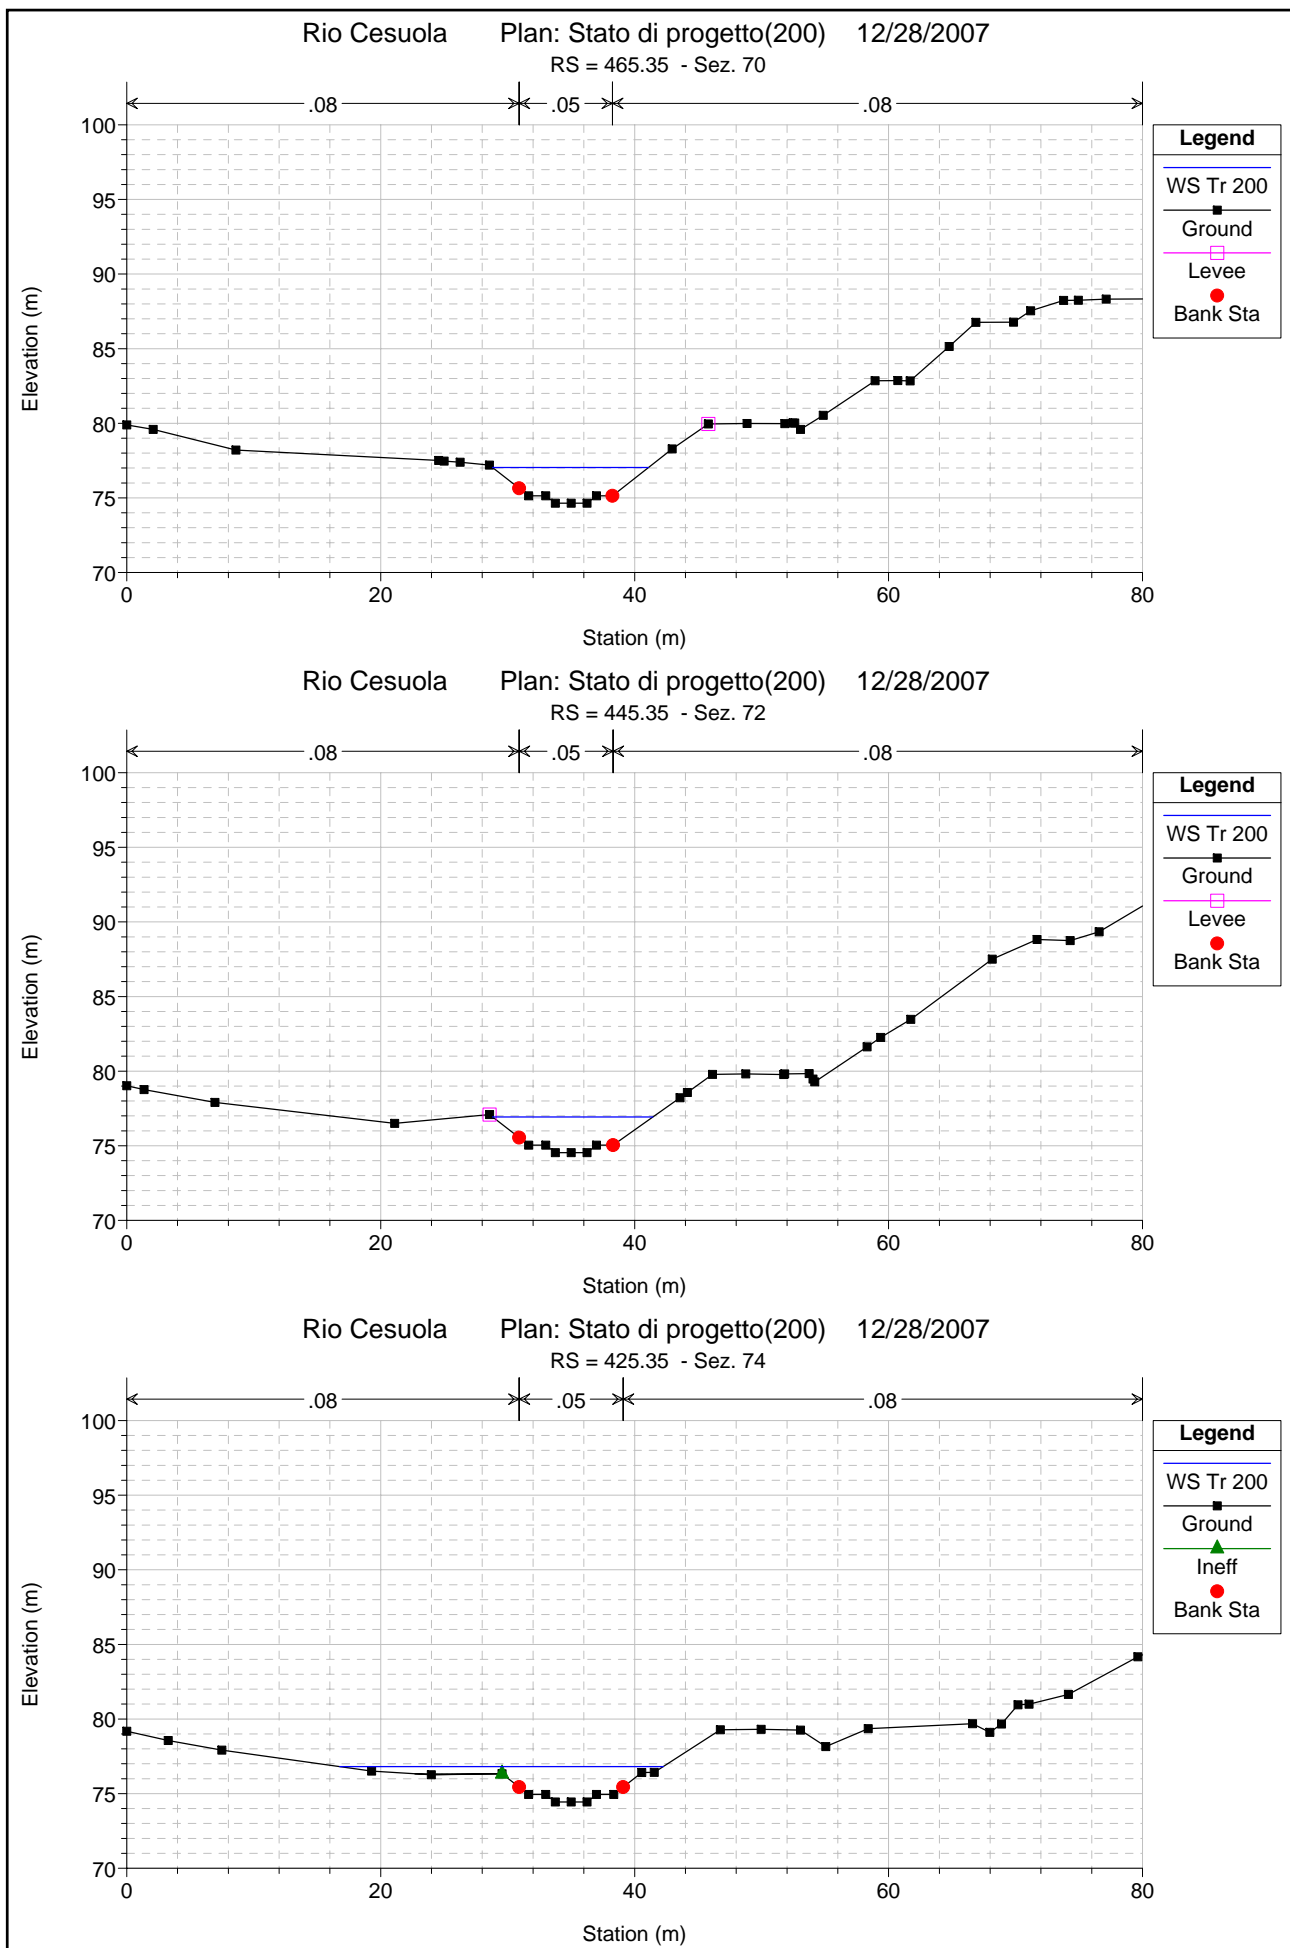 Rio Cesuola Plan: Stato di progetto(200) 12/28/2007
RS = 465.35 - Sez. 70
.08 .05 .08
100
95
90
85
80
75
70
0 20 40 60 80
Elevation (m)
Station (m)
Legend
WS Tr 200
Ground
Levee
Bank Sta
Rio Cesuola Plan: Stato di progetto(200) 12/28/2007
RS = 445.35 - Sez. 72
.08 .05 .08
100
95
90
85
80
75
70
0 20 40 60 80
Elevation (m)
Station (m)
Legend
WS Tr 200
Ground
Levee
Bank Sta
Rio Cesuola Plan: Stato di progetto(200) 12/28/2007
RS = 425.35 - Sez. 74
.08 .05 .08
100
95
90
85
80
75
70
0 20 40 60 80
Elevation (m)
Station (m)
Legend
WS Tr 200
Ground
Ineff
Bank Sta